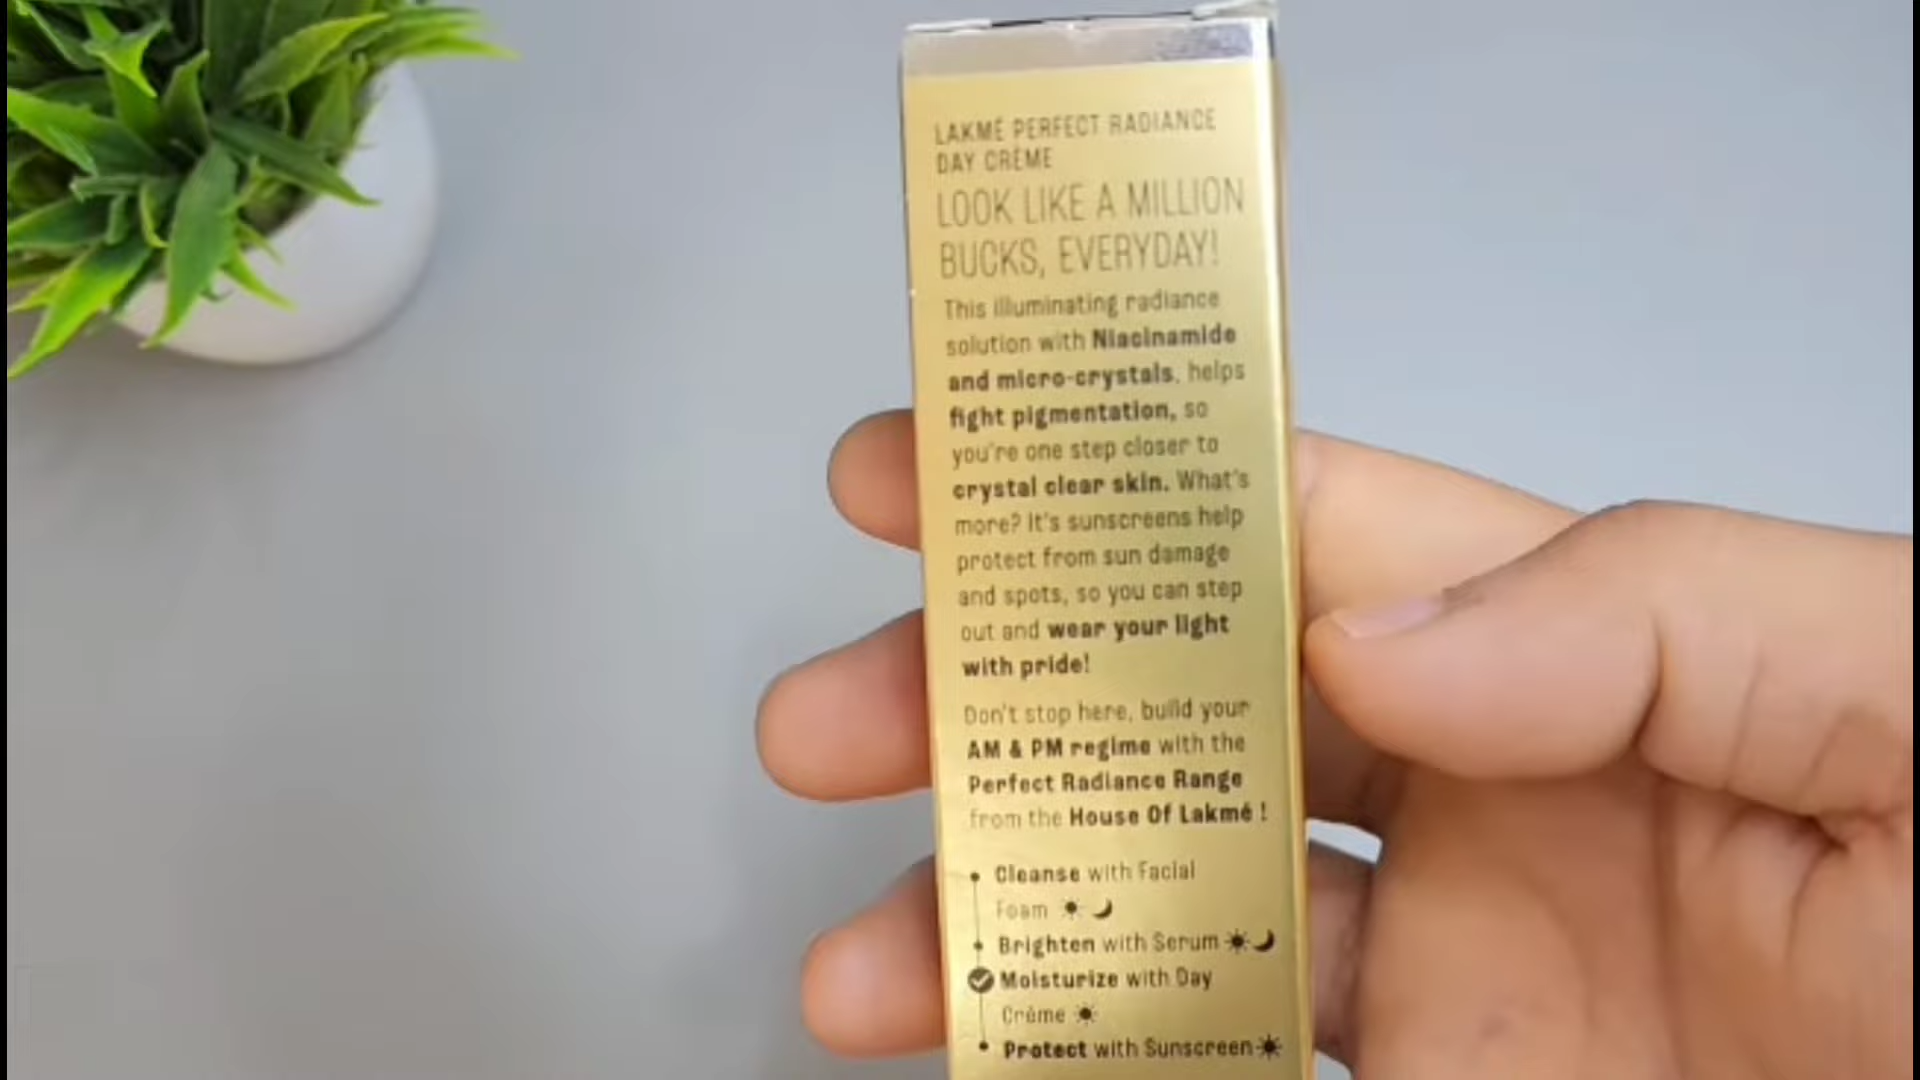 LAKMÉ PERFECT RADIANCE
DAY CRÈME
LOOK LIKE A MILLION
BUCKS, EVERYDAY!
This illuminating radiance
solution with Niacinamide
and micro-crystals, helps
fight pigmentation, so
you're one step closer to
crystal clear skin. What's
more? It's sunscreens help
protect from sun damage
and spots, so you can step
out and wear your light
with pride!
Don't stop here, build your
AM & PM regime with the
Perfect Radiance Range
from the House Of Lakmé !
Cleanse with Facial
Foam
Brighten with Serum
Moisturize with Day
Crème
Protect with Sunscreen